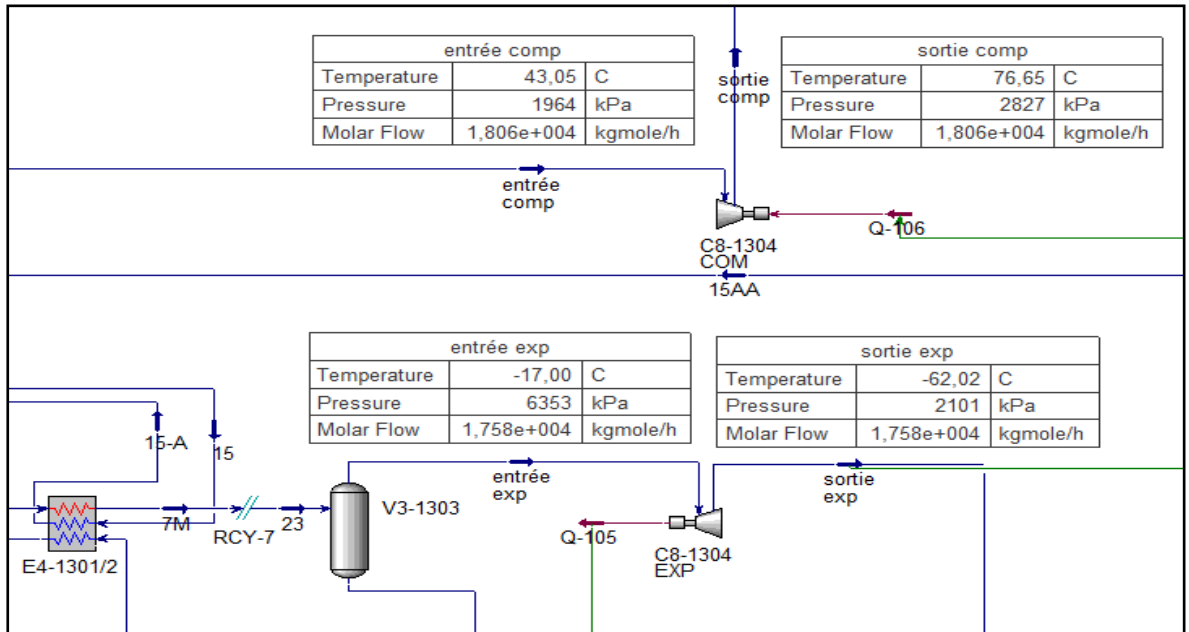 entrée comp
Temperature 43,05 C
Pressure 1964 kPa
Molar Flow 1,806e+004 kgmole/h
sortie
comp
sortie comp
Temperature 76,65 C
Pressure 2827 kPa
Molar Flow 1,806e+004 kgmole/h
entrée
comp
Q-106
C8-1304
COM
15AA
entrée exp
Temperature -17,00 C
Pressure 6353 kPa
Molar Flow 1,758e+004 kgmole/h
sortie exp
Temperature -62,02 C
Pressure 2101 kPa
Molar Flow 1,758e+004 kgmole/h
15-A
15
entrée
exp
sortie
exp
7M
RCY-7
23
V3-1303
Q-105
C8-1304
EXP
E4-1301/2